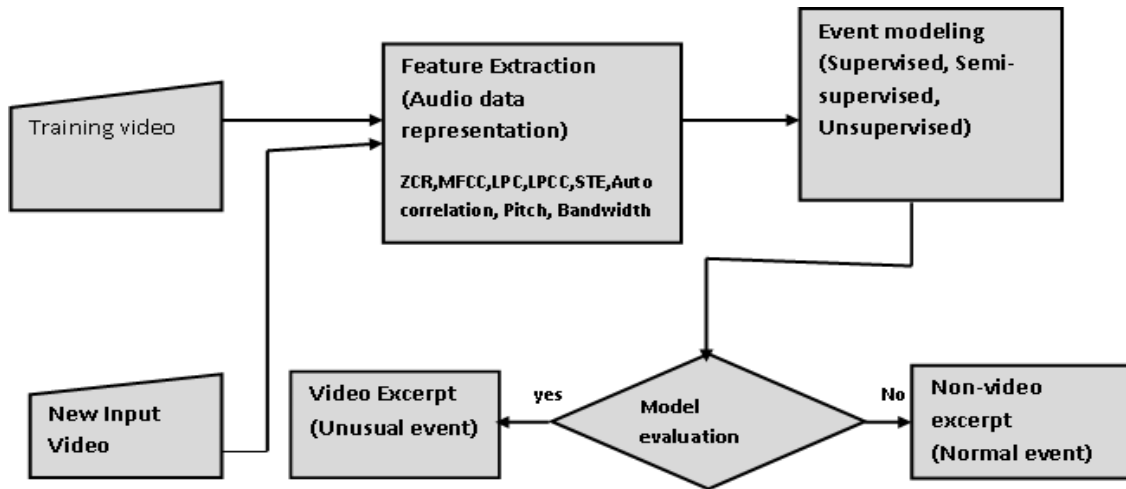 Training video
Feature Extraction
(Audio data
representation)
ZCR,MFCC,LPC,LPCC,STE,Auto
correlation, Pitch, Bandwidth
Event modeling
(Supervised, Semi-
supervised,
Unsupervised)
New Input
Video
Video Excerpt
(Unusual event)
yes
Model
evaluation
No
Non-video
excerpt
(Normal event)